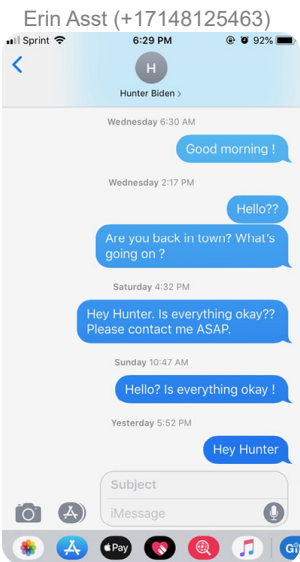 Erin Asst (+17148125463)
Sprint 6:29 PM 92%
H
Hunter Biden >
Wednesday 6:30 AM
Good morning !
Wednesday 2:17 PM
Hello??
Are you back in town? What's
going on ?
Saturday 4:32 PM
Hey Hunter. Is everything okay??
Please contact me ASAP.
Sunday 10:47 AM
Hello? Is everything okay !
Yesterday 5:52 PM
Hey Hunter
Subject
iMessage
Pay
Gi